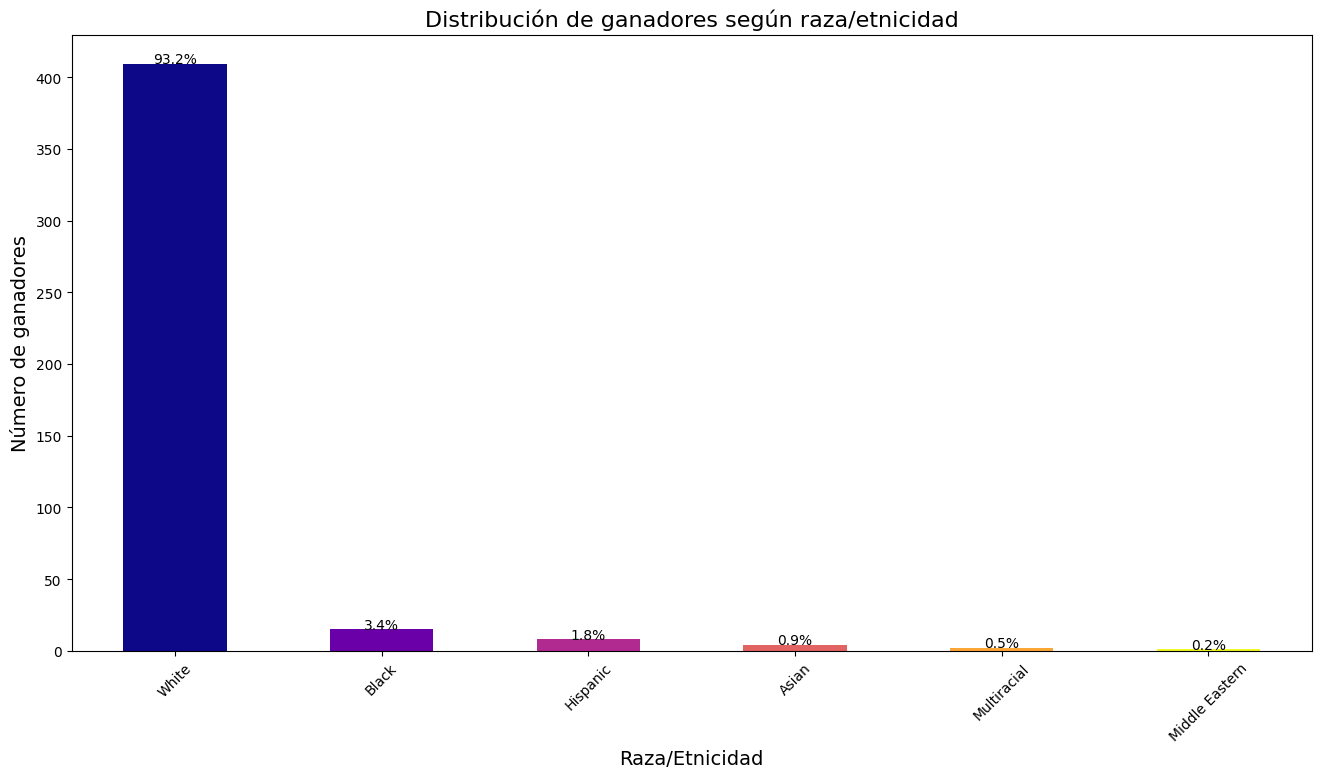 Distribución de ganadores según raza/etnicidad
Número de ganadores
400
350
300
250
200
150
100
50
0
93.2%
3.4%
1.8%
0.9%
0.5%
0.2%
White
Black
Hispanic
Asian
Multiracial
Middle Eastern
Raza/Etnicidad